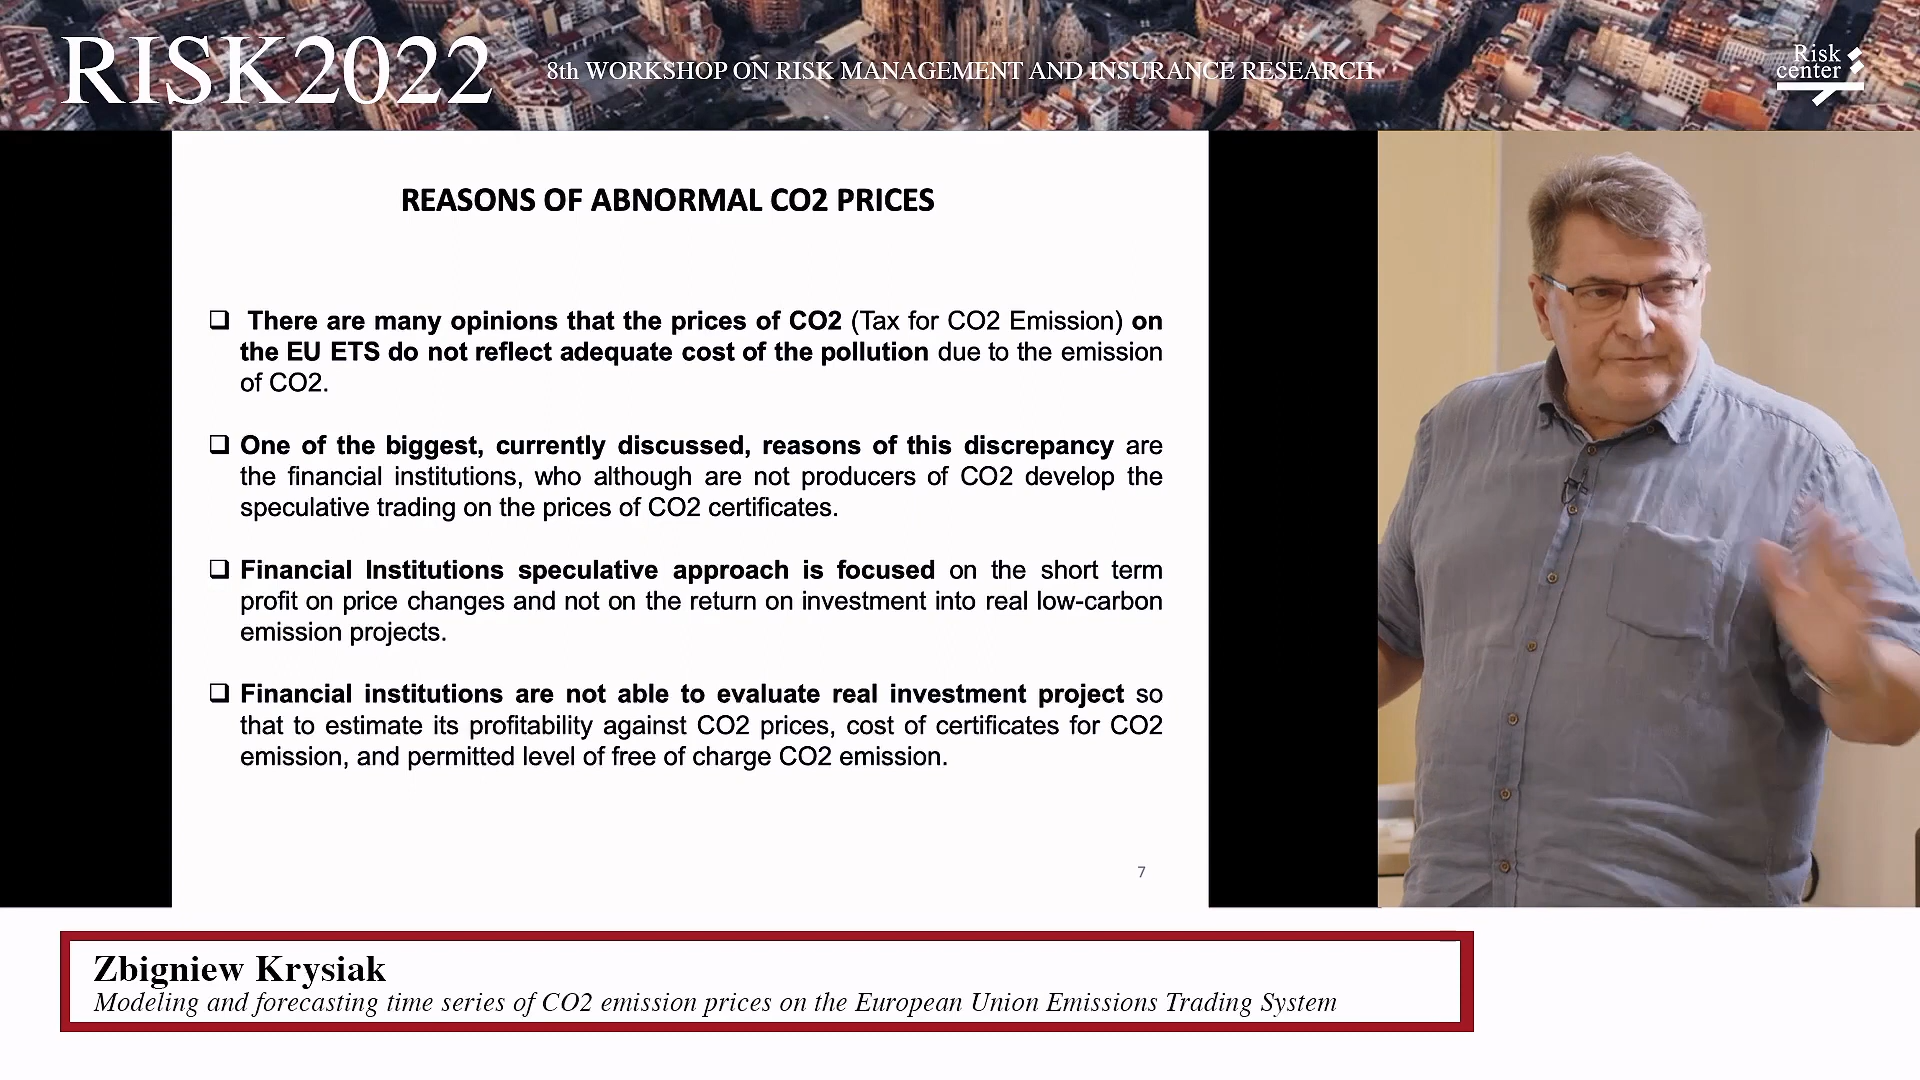 RISK2022
8th WORKSHOP ON RISK MANAGEMENT AND INSURANCE RESEARCH
Risk
center
REASONS OF ABNORMAL CO2 PRICES
There are many opinions that the prices of CO2 (Tax for CO2 Emission) on
the EU ETS do not reflect adequate cost of the pollution due to the emission
of CO2.
One of the biggest, currently discussed, reasons of this discrepancy are
the financial institutions, who although are not producers of CO2 develop the
speculative trading on the prices of CO2 certificates.
Financial Institutions speculative approach is focused on the short term
profit on price changes and not on the return on investment into real low-carbon
emission projects.
Financial institutions are not able to evaluate real investment project so
that to estimate its profitability against CO2 prices, cost of certificates for CO2
emission, and permitted level of free of charge CO2 emission.
7
Zbigniew Krysiak
Modeling and forecasting time series of CO2 emission prices on the European Union Emissions Trading System